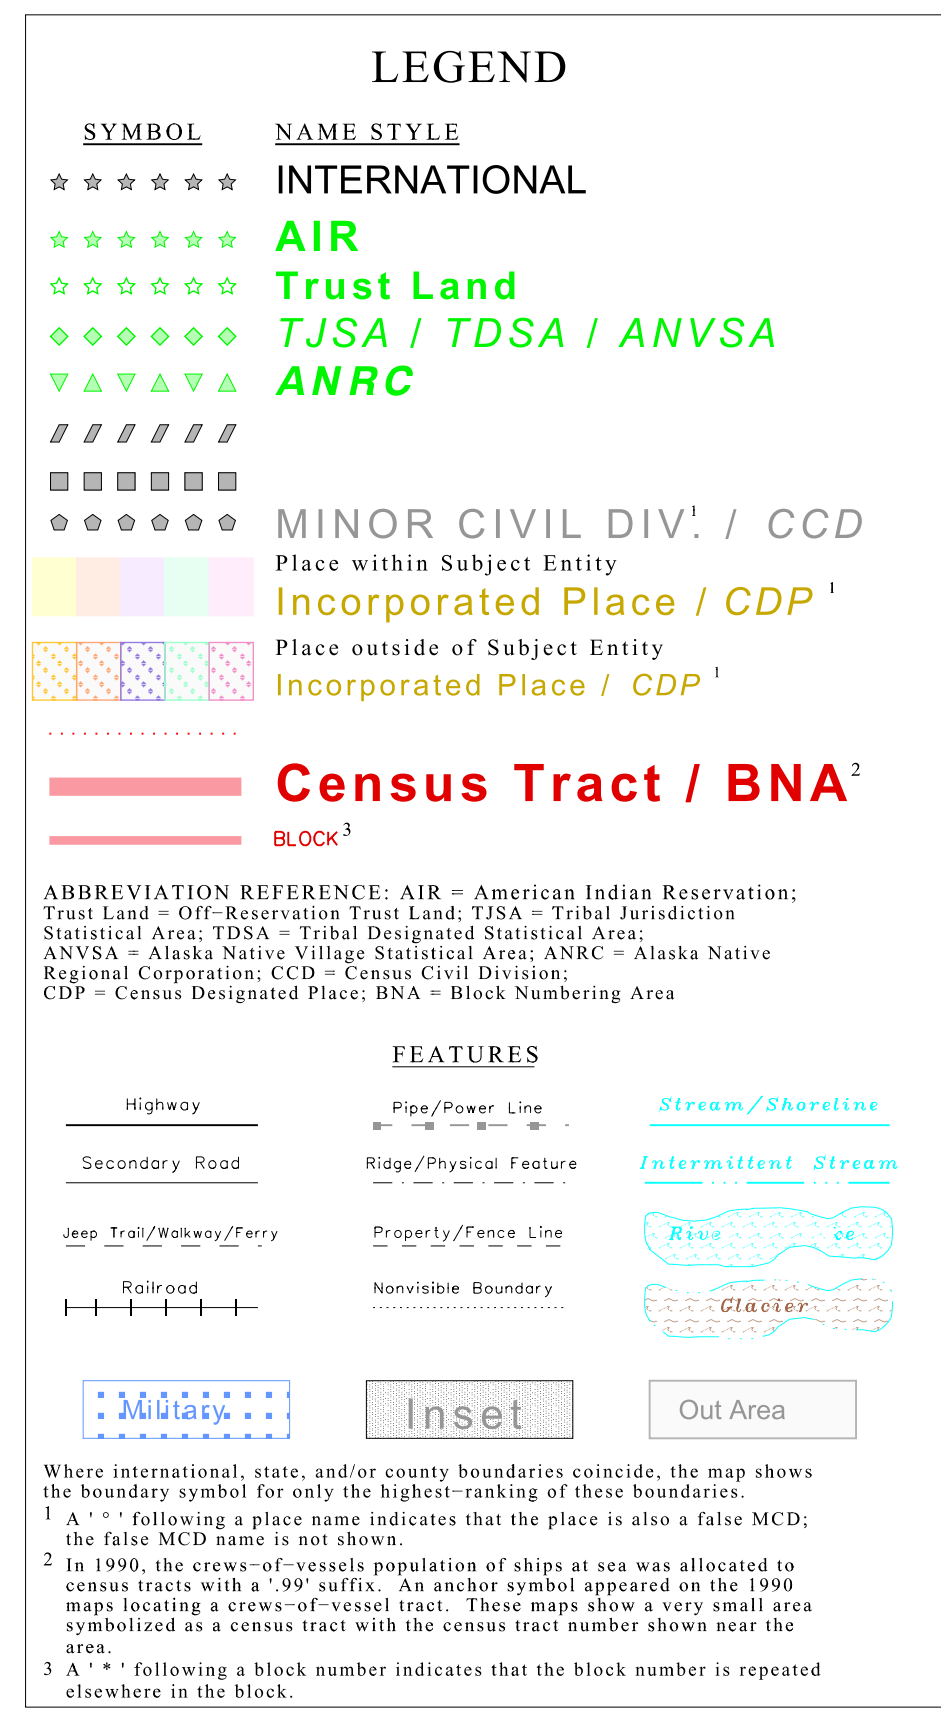 LEGEND
SYMBOL NAME STYLE
INTERNATIONAL
AIR
Trust Land
TJSA / TDSA / ANVSA
ANRC
MINOR CIVIL DIV.¹ / CCD
Place within Subject Entity
Incorporated Place / CDP ¹
Place outside of Subject Entity
Incorporated Place / CDP ¹
Census Tract / BNA²
BLOCK³
ABBREVIATION REFERENCE: AIR = American Indian Reservation;
Trust Land = Off−Reservation Trust Land; TJSA = Tribal Jurisdiction
Statistical Area; TDSA = Tribal Designated Statistical Area;
ANVSA = Alaska Native Village Statistical Area; ANRC = Alaska Native
Regional Corporation; CCD = Census Civil Division;
CDP = Census Designated Place; BNA = Block Numbering Area
FEATURES
Highway Pipe/Power Line Stream/Shoreline
Secondary Road Ridge/Physical Feature Intermittent Stream
Jeep Trail/Walkway/Ferry Property/Fence Line
Railroad Nonvisible Boundary Glacier
Military Inset Out Area
Where international, state, and/or county boundaries coincide, the map shows
the boundary symbol for only the highest−ranking of these boundaries.
1 A ' ° ' following a place name indicates that the place is also a false MCD;
the false MCD name is not shown.
2 In 1990, the crews−of−vessels population of ships at sea was allocated to
census tracts with a '.99' suffix. An anchor symbol appeared on the 1990
maps locating a crews−of−vessel tract. These maps show a very small area
symbolized as a census tract with the census tract number shown near the
area.
3 A ' * ' following a block number indicates that the block number is repeated
elsewhere in the block.